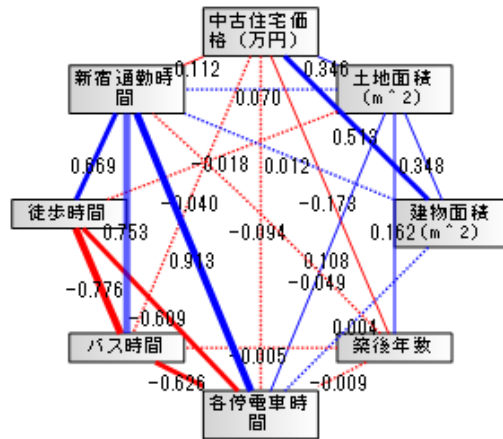 中古住宅価
格（万円）
新宿通勤時
間
0.112
0.346
土地面積
(m^2)
0.070
0.513
0.669
-0.018
0.012
0.348
徒歩時間
-0.040
-0.173
建物面積
(m^2)
0.753
-0.094
0.162
0.943
0.108
-0.776
-0.049
-0.609
0.004
バス時間
-0.005
築後年数
-0.626
-0.009
各停電車時
間